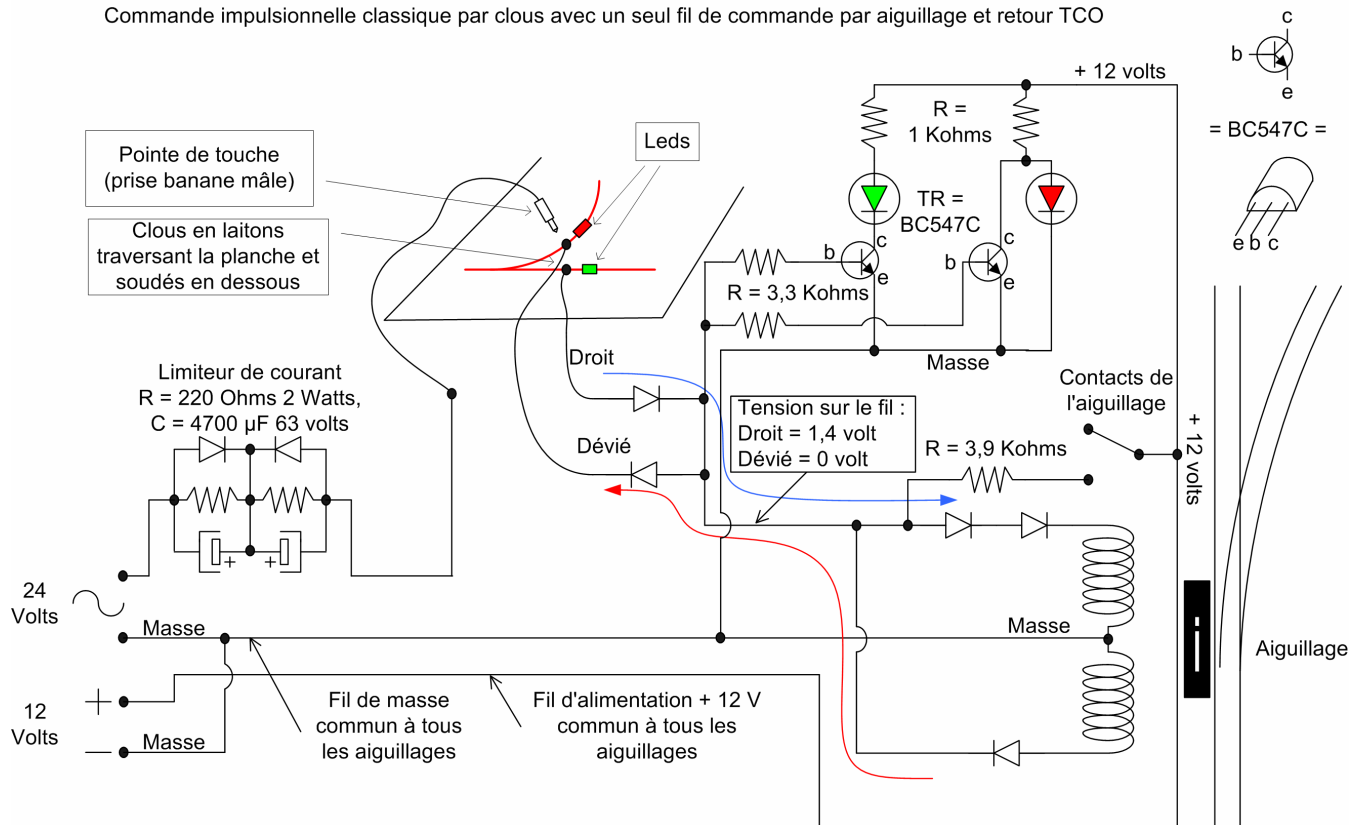 Commande impulsionnelle classique par clous avec un seul fil de commande par aiguillage et retour TCO
c
b
e
= BC547C =
e b c
+ 12 volts
R =
1 Kohms
Leds
Pointe de touche
(prise banane mâle)
Clous en laitons
traversant la planche et
soudés en dessous
TR =
BC547C
b
c
e
b
c
e
R = 3,3 Kohms
Masse
Droit
Limiteur de courant
R = 220 Ohms 2 Watts,
C = 4700 µF 63 volts
Contacts de
l'aiguillage
Tension sur le fil :
Droit = 1,4 volt
Dévié = 0 volt
Dévié
R = 3,9 Kohms
+ 12 volts
+
+
24
Volts
Masse
Masse
Aiguillage
i
12
Volts
+
−
Masse
Fil de masse
commun à tous
les aiguillages
Fil d'alimentation + 12 V
commun à tous les
aiguillages